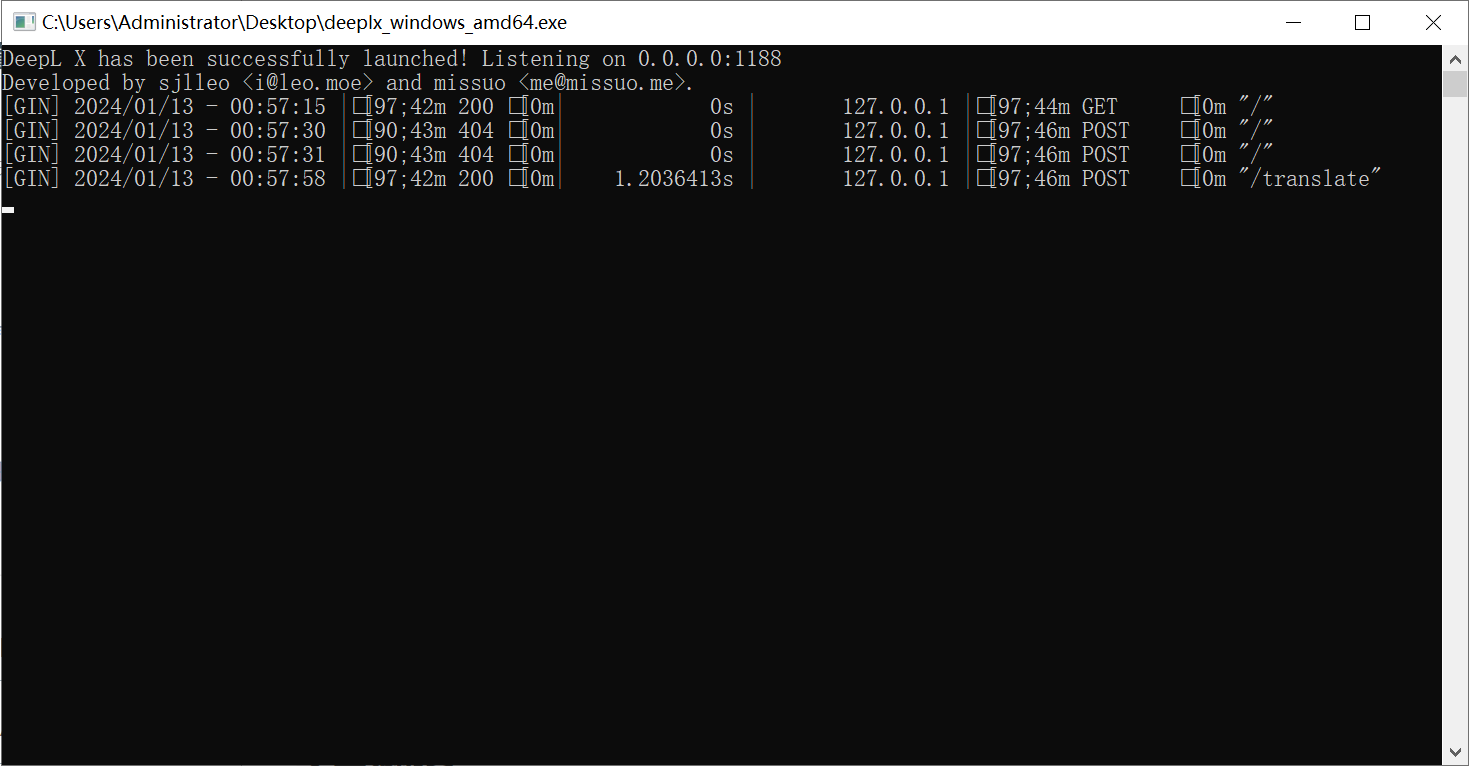 C:\Users\Administrator\Desktop\deeplx_windows_amd64.exe
DeepL X has been successfully launched! Listening on 0.0.0.0:1188
Developed by sjlleo <i@leo.moe> and missuo <me@missuo.me>.
[GIN] 2024/01/13 - 00:57:15 |□[97;42m 200 □[0m|            0s |       127.0.0.1 |□[97;44m GET     □[0m "/"
[GIN] 2024/01/13 - 00:57:30 |□[90;43m 404 □[0m|            0s |       127.0.0.1 |□[97;46m POST    □[0m "/"
[GIN] 2024/01/13 - 00:57:31 |□[90;43m 404 □[0m|            0s |       127.0.0.1 |□[97;46m POST    □[0m "/"
[GIN] 2024/01/13 - 00:57:58 |□[97;42m 200 □[0m|    1.2036413s |       127.0.0.1 |□[97;46m POST    □[0m "/translate"